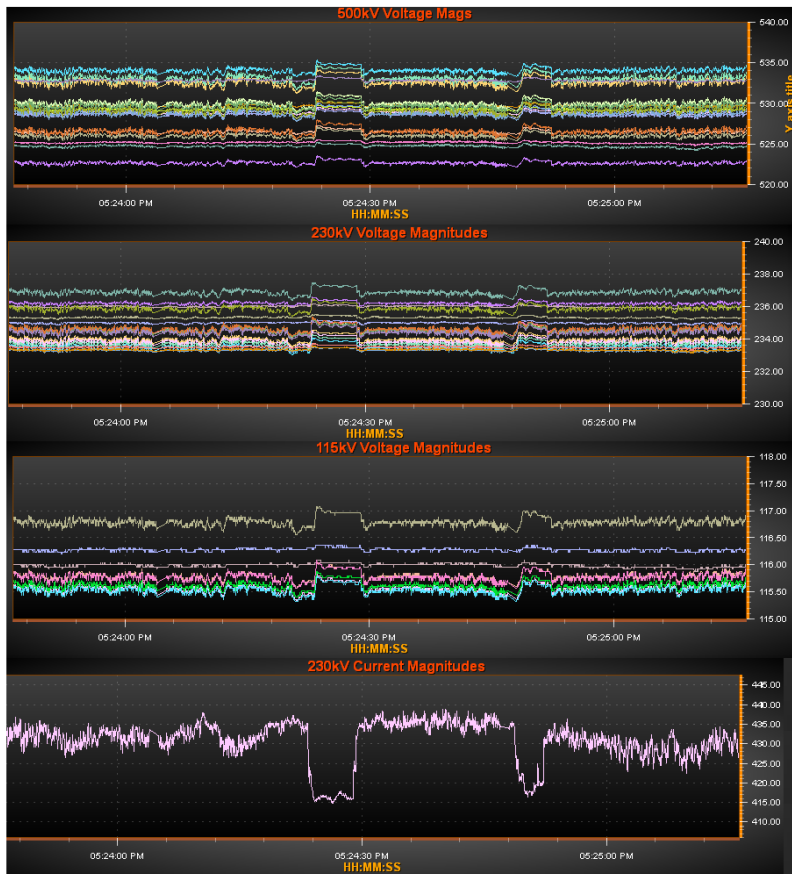 500kV Voltage Mags
540.00
535.00
530.00
525.00
520.00
Y axis title
05:24:00 PM 05:24:30 PM 05:25:00 PM
HH:MM:SS
230kV Voltage Magnitudes
240.00
238.00
236.00
234.00
232.00
230.00
05:24:00 PM 05:24:30 PM 05:25:00 PM
HH:MM:SS
115kV Voltage Magnitudes
118.00
117.50
117.00
116.50
116.00
115.50
115.00
05:24:00 PM 05:24:30 PM 05:25:00 PM
HH:MM:SS
230kV Current Magnitudes
445.00
440.00
435.00
430.00
425.00
420.00
415.00
410.00
05:24:00 PM 05:24:30 PM 05:25:00 PM
HH:MM:SS